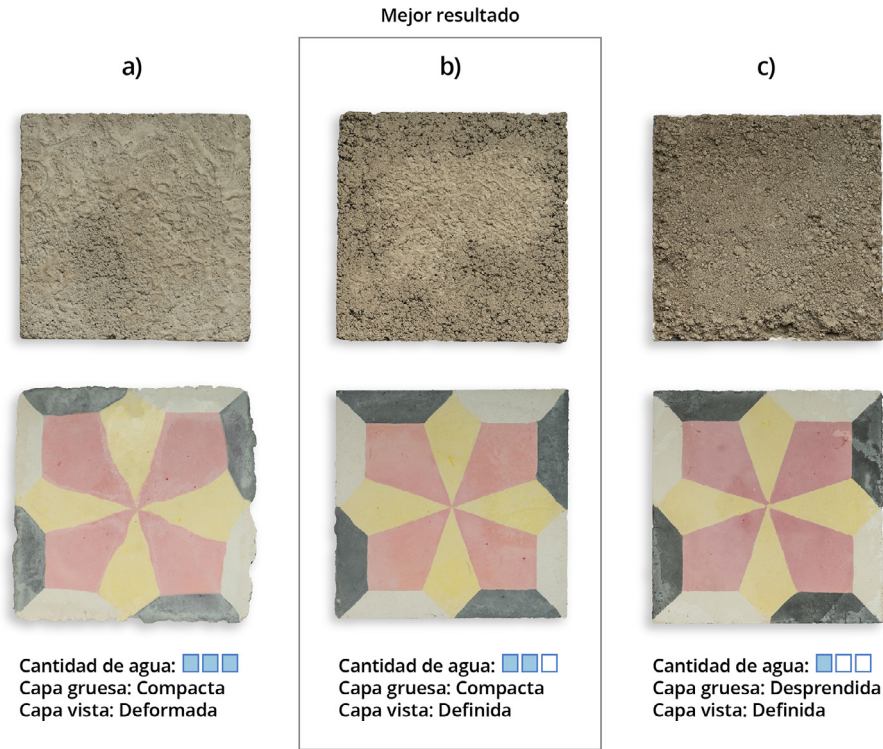 Mejor resultado
a)
b)
c)
Cantidad de agua:
Capa gruesa: Compacta
Capa vista: Deformada
Cantidad de agua:
Capa gruesa: Compacta
Capa vista: Definida
Cantidad de agua:
Capa gruesa: Desprendida
Capa vista: Definida